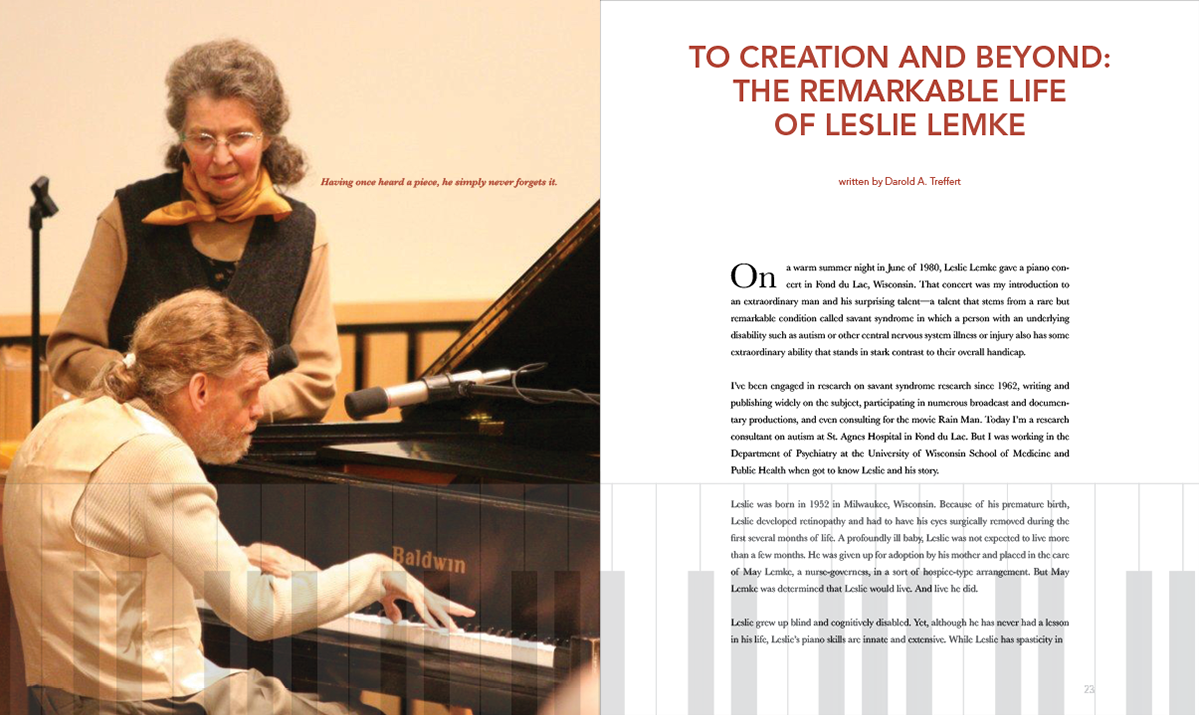 Having once heard a piece, he simply never forgets it.
Baldwin
TO CREATION AND BEYOND:
THE REMARKABLE LIFE
OF LESLIE LEMKE
written by Darold A. Treffert
On a warm summer night in June of 1980, Leslie Lemke gave a piano con-
cert in Fond du Lac, Wisconsin. That concert was my introduction to
an extraordinary man and his surprising talent—a talent that stems from a rare but
remarkable condition called savant syndrome in which a person with an underlying
disability such as autism or other central nervous system illness or injury also has some
extraordinary ability that stands in stark contrast to their overall handicap.
I've been engaged in research on savant syndrome research since 1962, writing and
publishing widely on the subject, participating in numerous broadcast and documen-
tary productions, and even consulting for the movie Rain Man. Today I'm a research
consultant on autism at St. Agnes Hospital in Fond du Lac. But I was working in the
Department of Psychiatry at the University of Wisconsin School of Medicine and
Public Health when got to know Leslie and his story.
Leslie was born in 1952 in Milwaukee, Wisconsin. Because of his premature birth,
Leslie developed retinopathy and had to have his eyes surgically removed during the
first several months of life. A profoundly ill baby, Leslie was not expected to live more
than a few months. He was given up for adoption by his mother and placed in the care
of May Lemke, a nurse-governess, in a sort of hospice-type arrangement. But May
Lemke was determined that Leslie would live. And live he did.
Leslie grew up blind and cognitively disabled. Yet, although he has never had a lesson
in his life, Leslie's piano skills are innate and extensive. While Leslie has spasticity in
23